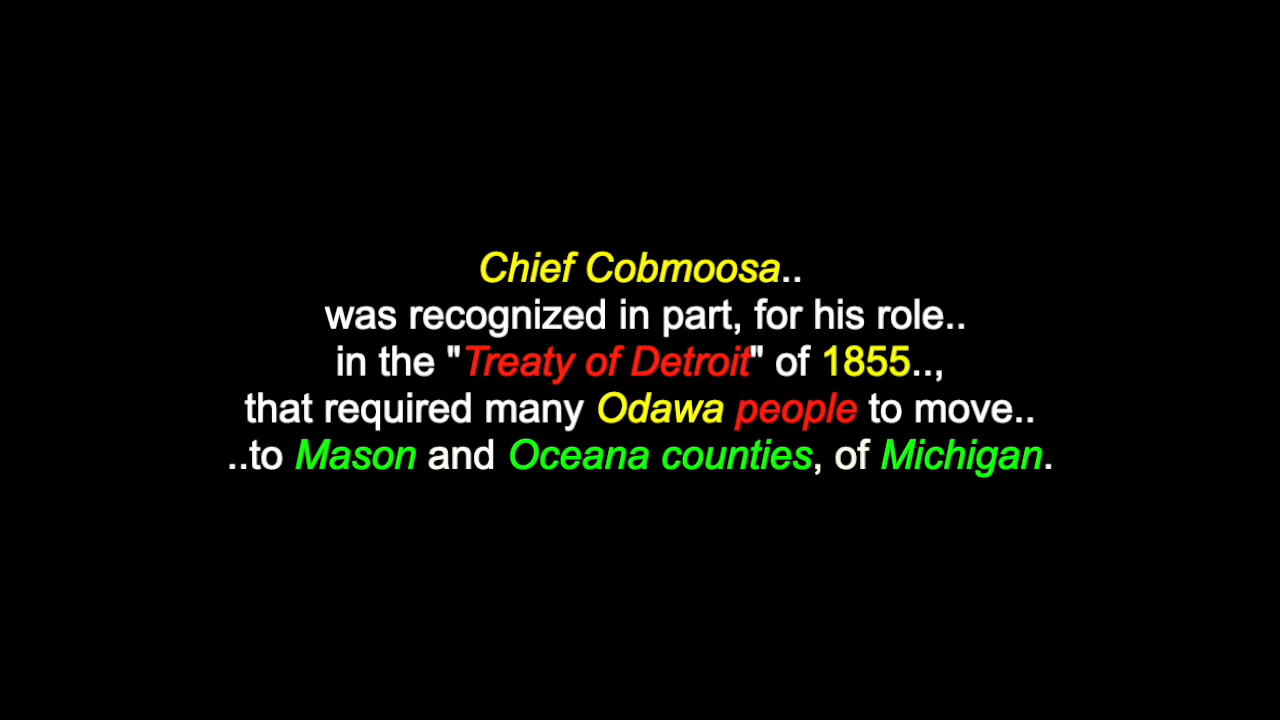 Chief Cobmoosa..
was recognized in part, for his role..
in the "Treaty of Detroit" of 1855..,
that required many Odawa people to move..
..to Mason and Oceana counties, of Michigan.